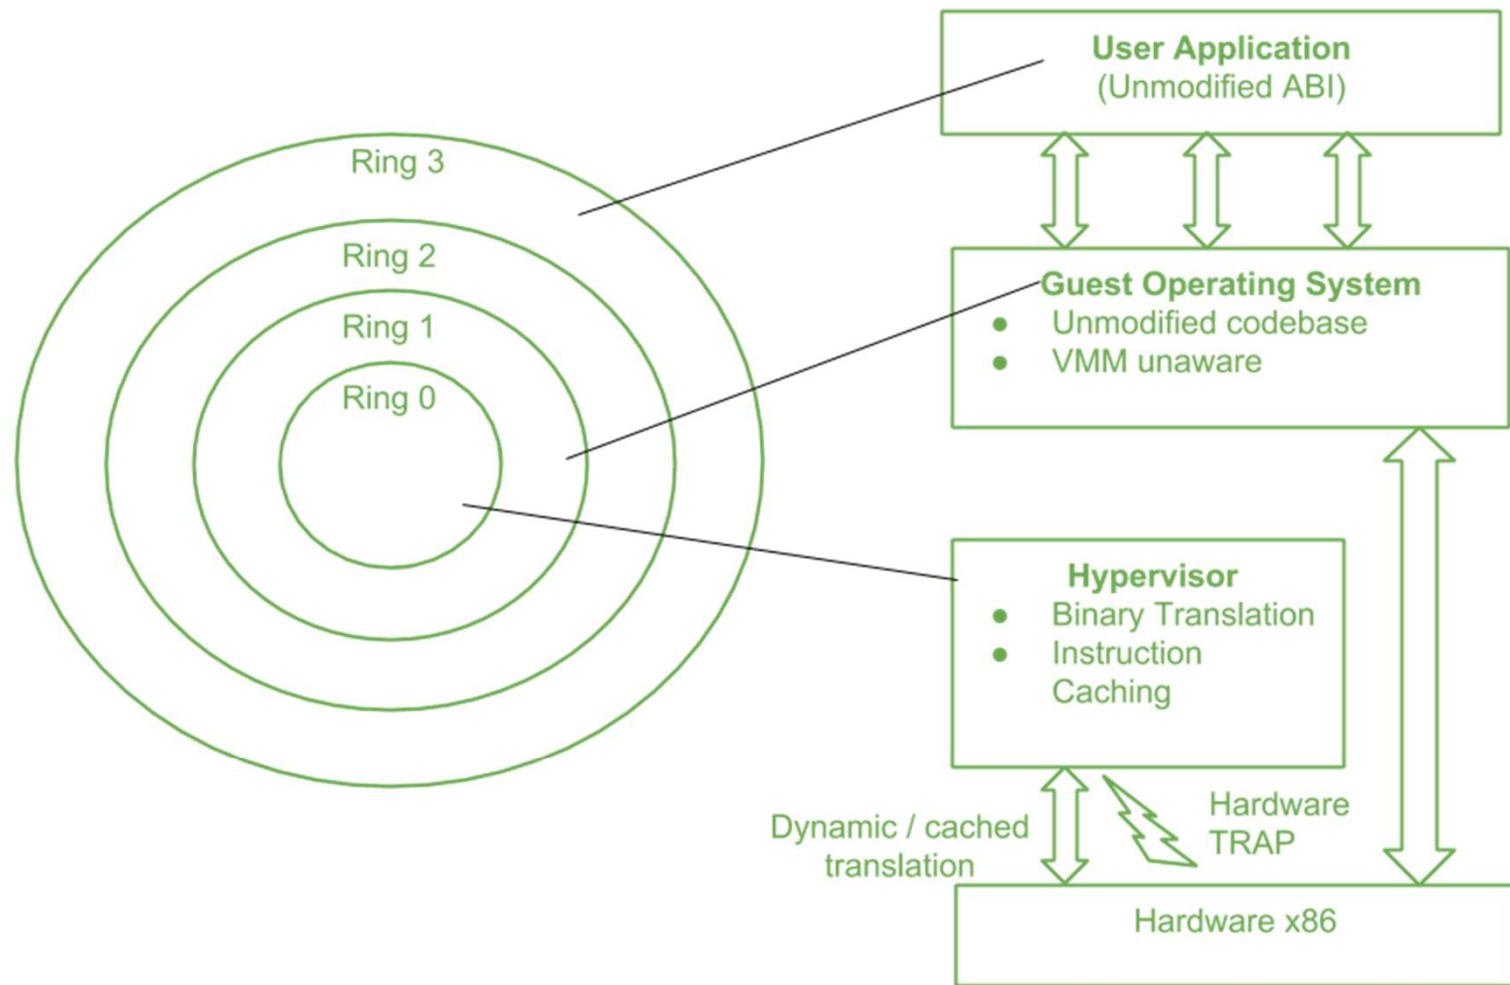 Ring 3
Ring 2
Ring 1
Ring 0
User Application
(Unmodified ABI)
Guest Operating System
● Unmodified codebase
● VMM unaware
Hypervisor
● Binary Translation
● Instruction
Caching
Dynamic / cached
translation
Hardware
TRAP
Hardware x86